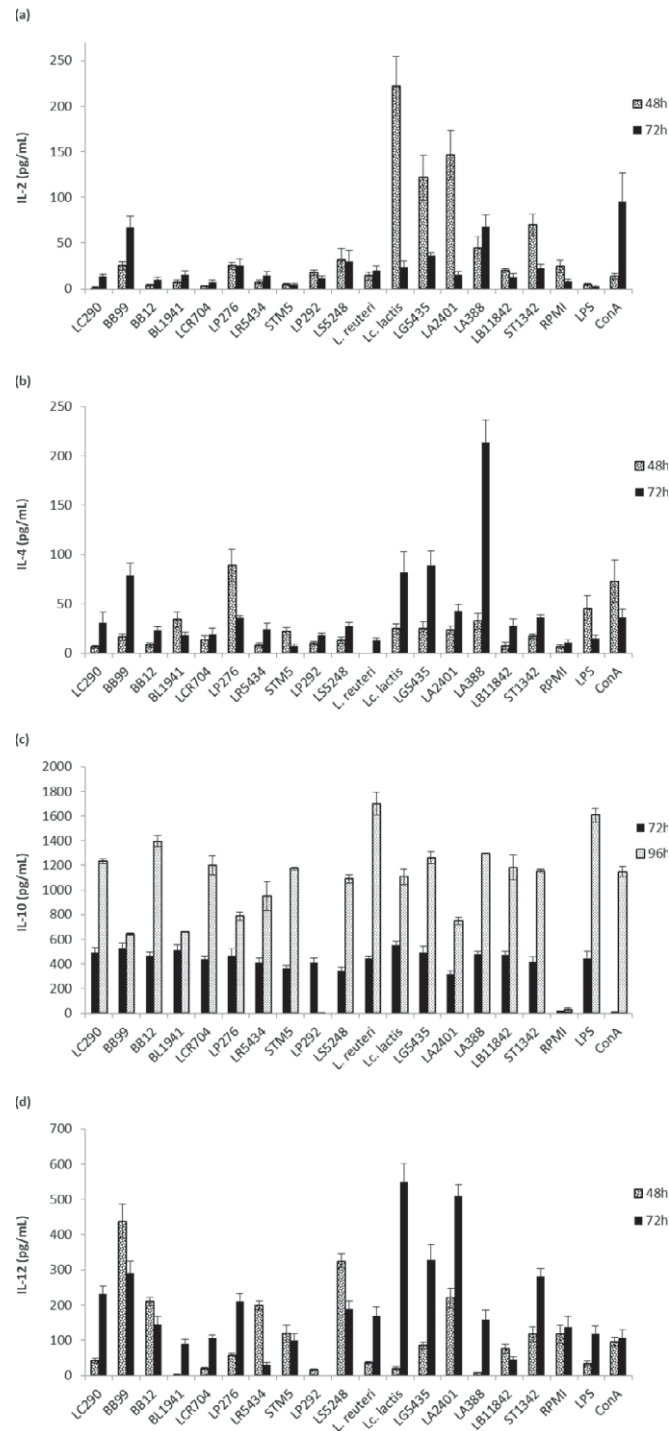 (a)
IL-2 (pg/mL)
250
200
150
100
50
0
48h
72h
LC290 BB99 BB12 BL1941 LCR704 LP276 LR5434 STM5 LP292 LS5248 L. reuteri Lc. lactis LG5435 LA2401 LA388 LB11842 ST1342 RPMI LPS ConA
(b)
IL-4 (pg/mL)
250
200
150
100
50
0
48h
72h
LC290 BB99 BB12 BL1941 LCR704 LP276 LR5434 STM5 LP292 LS5248 L. reuteri Lc. lactis LG5435 LA2401 LA388 LB11842 ST1342 RPMI LPS ConA
(c)
IL-10 (pg/mL)
2000
1800
1600
1400
1200
1000
800
600
400
200
0
72h
96h
LC290 BB99 BB12 BL1941 LCR704 LP276 LR5434 STM5 LP292 LS5248 L. reuteri Lc. lactis LG5435 LA2401 LA388 LB11842 ST1342 RPMI LPS ConA
(d)
IL-12 (pg/mL)
700
600
500
400
300
200
100
0
48h
72h
LC290 BB99 BB12 BL1941 LCR704 LP276 LR5434 STM5 LP292 LS5248 L. reuteri Lc. lactis LG5435 LA2401 LA388 LB11842 ST1342 RPMI LPS ConA